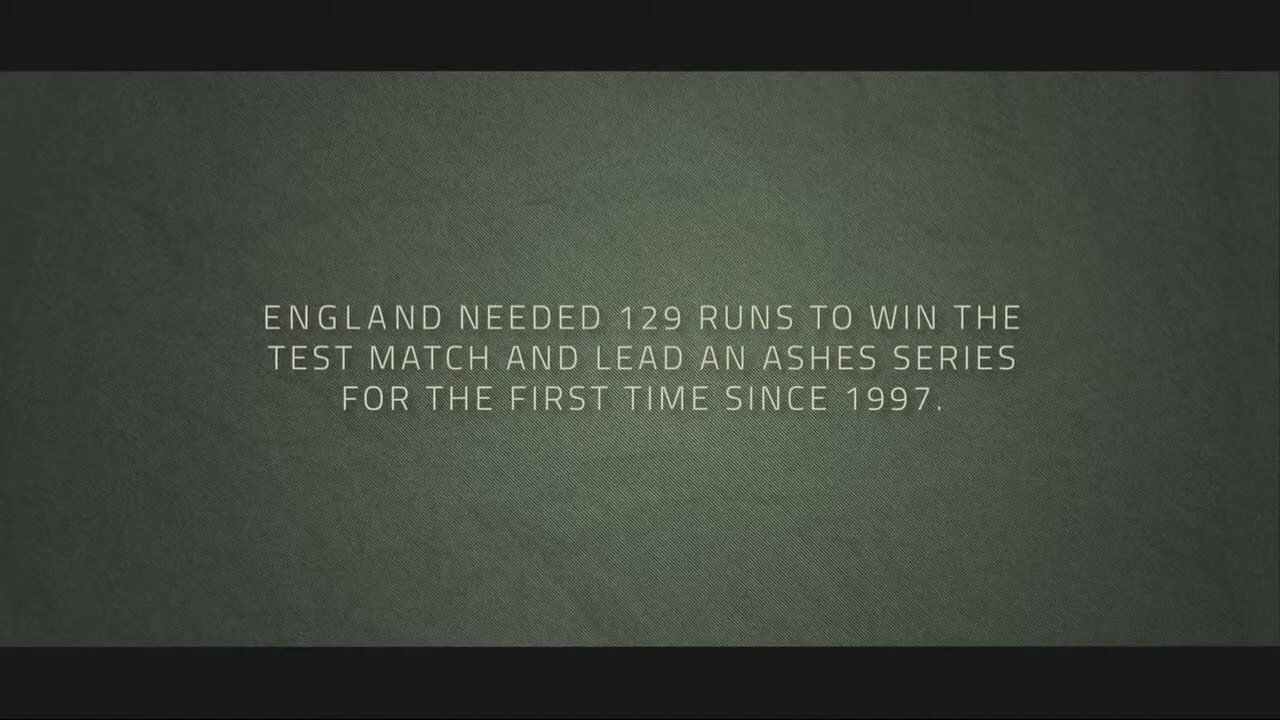 ENGLAND NEEDED 129 RUNS TO WIN THE
TEST MATCH AND LEAD AN ASHES SERIES
FOR THE FIRST TIME SINCE 1997.